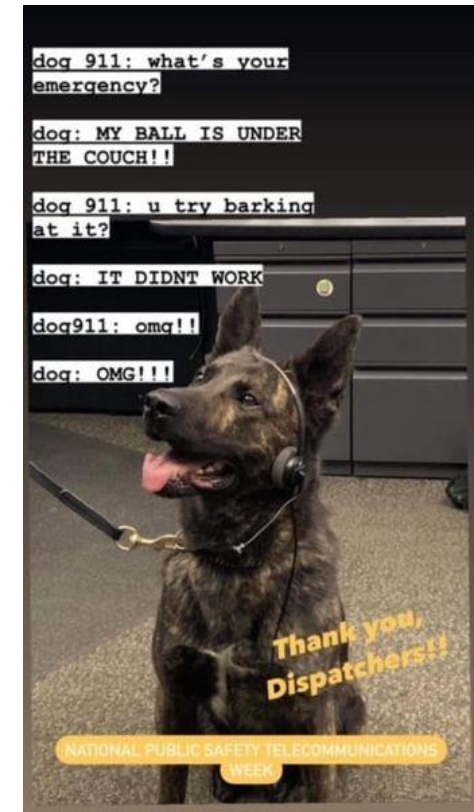 dog 911: what's your
emergency?
dog: MY BALL IS UNDER
THE COUCH!!
dog 911: u try barking
at it?
dog: IT DIDNT WORK
dog911: omg!!
dog: OMG!!!
Thank you,
Dispatchers!!
NATIONAL PUBLIC SAFETY TELECOMMUNICATIONS
WEEK